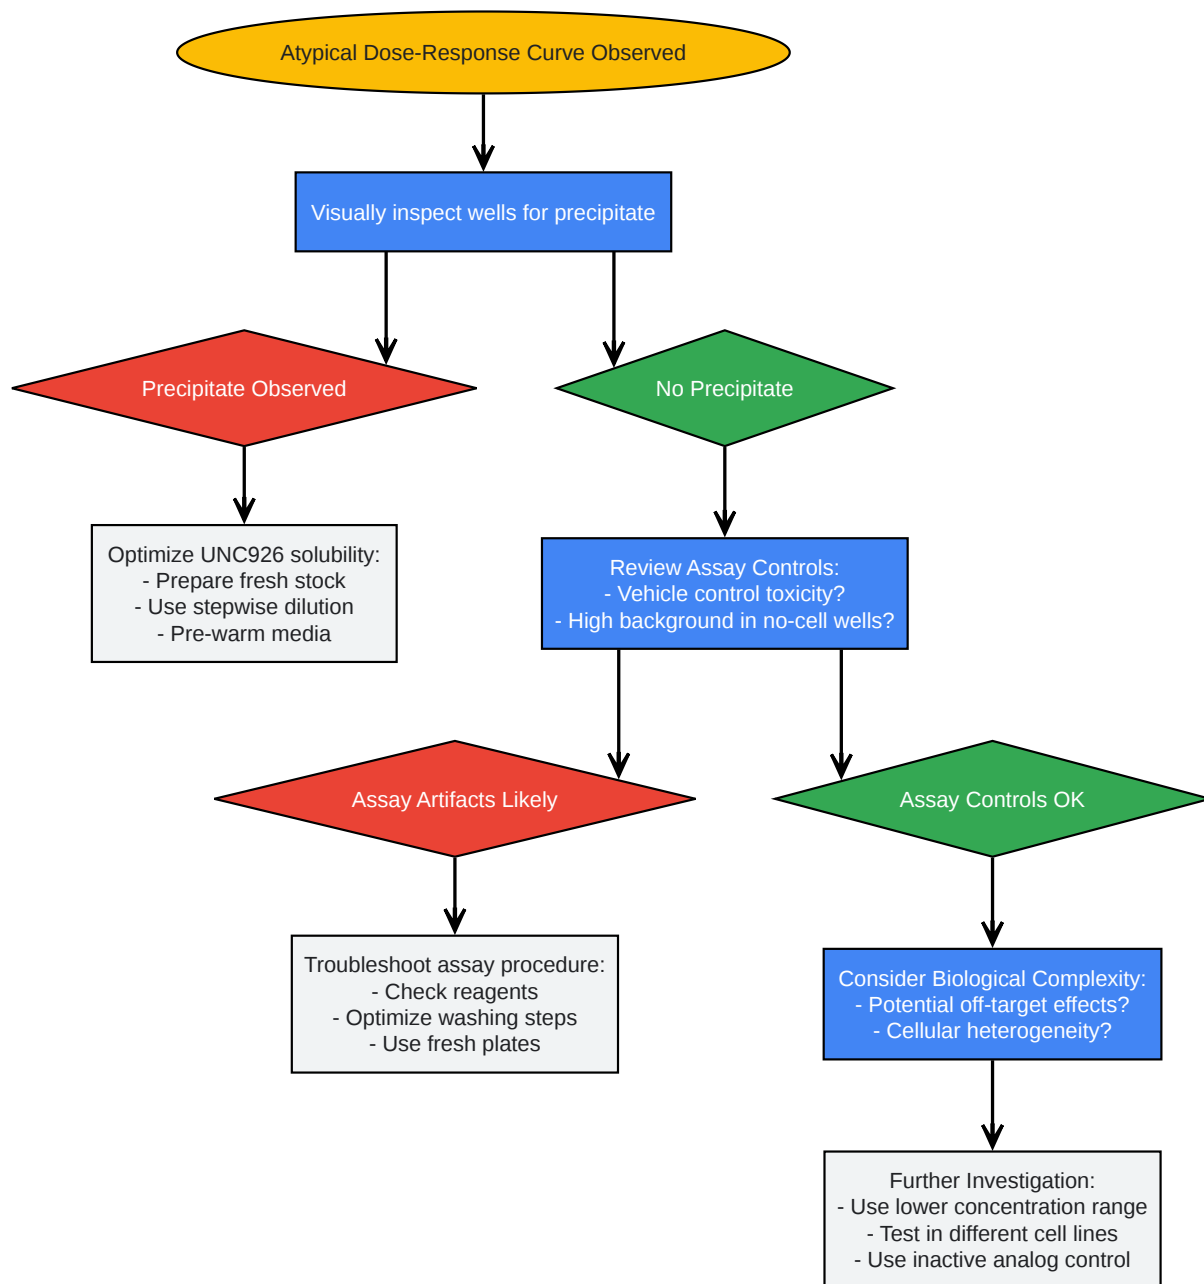 Atypical Dose-Response Curve Observed
Visually inspect wells for precipitate
Precipitate Observed
No Precipitate
Optimize UNC926 solubility:
- Prepare fresh stock
- Use stepwise dilution
- Pre-warm media
Review Assay Controls:
- Vehicle control toxicity?
- High background in no-cell wells?
Assay Artifacts Likely
Assay Controls OK
Troubleshoot assay procedure:
- Check reagents
- Optimize washing steps
- Use fresh plates
Consider Biological Complexity:
- Potential off-target effects?
- Cellular heterogeneity?
Further Investigation:
- Use lower concentration range
- Test in different cell lines
- Use inactive analog control